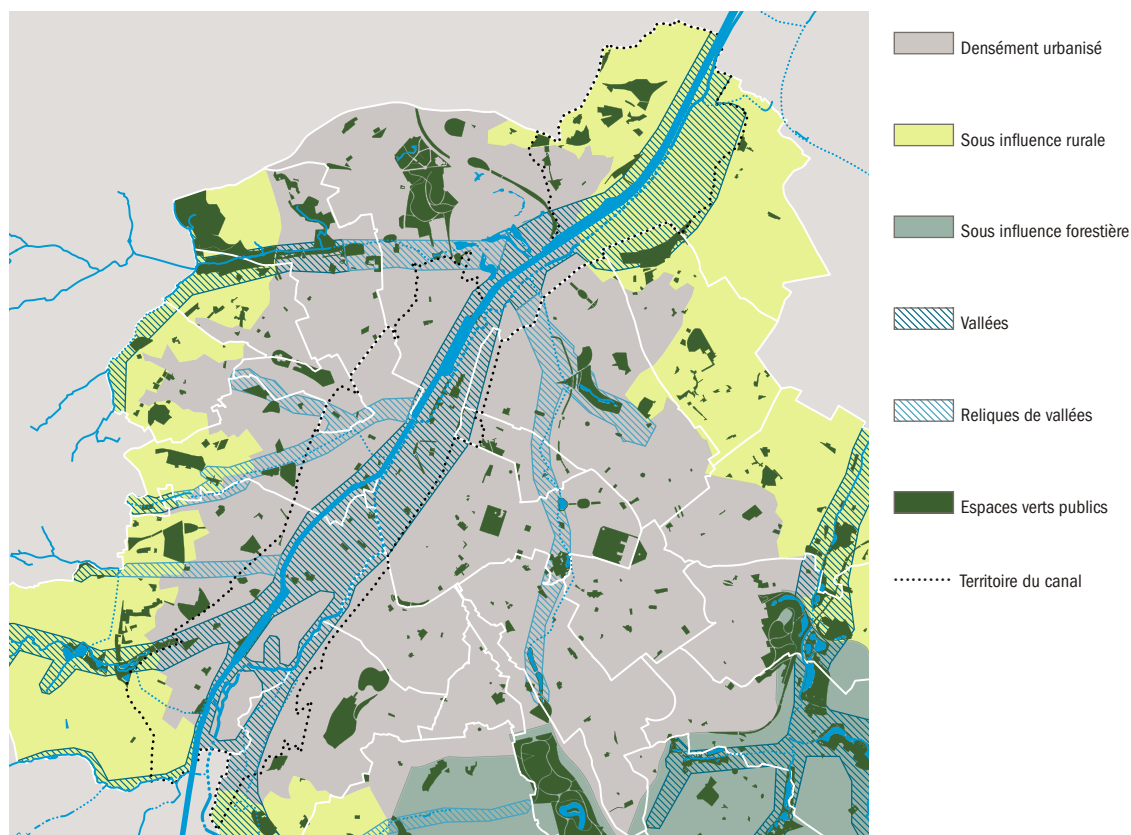 Densément urbanisé
Sous influence rurale
Sous influence forestière
Vallées
Reliques de vallées
Espaces verts publics
Territoire du canal